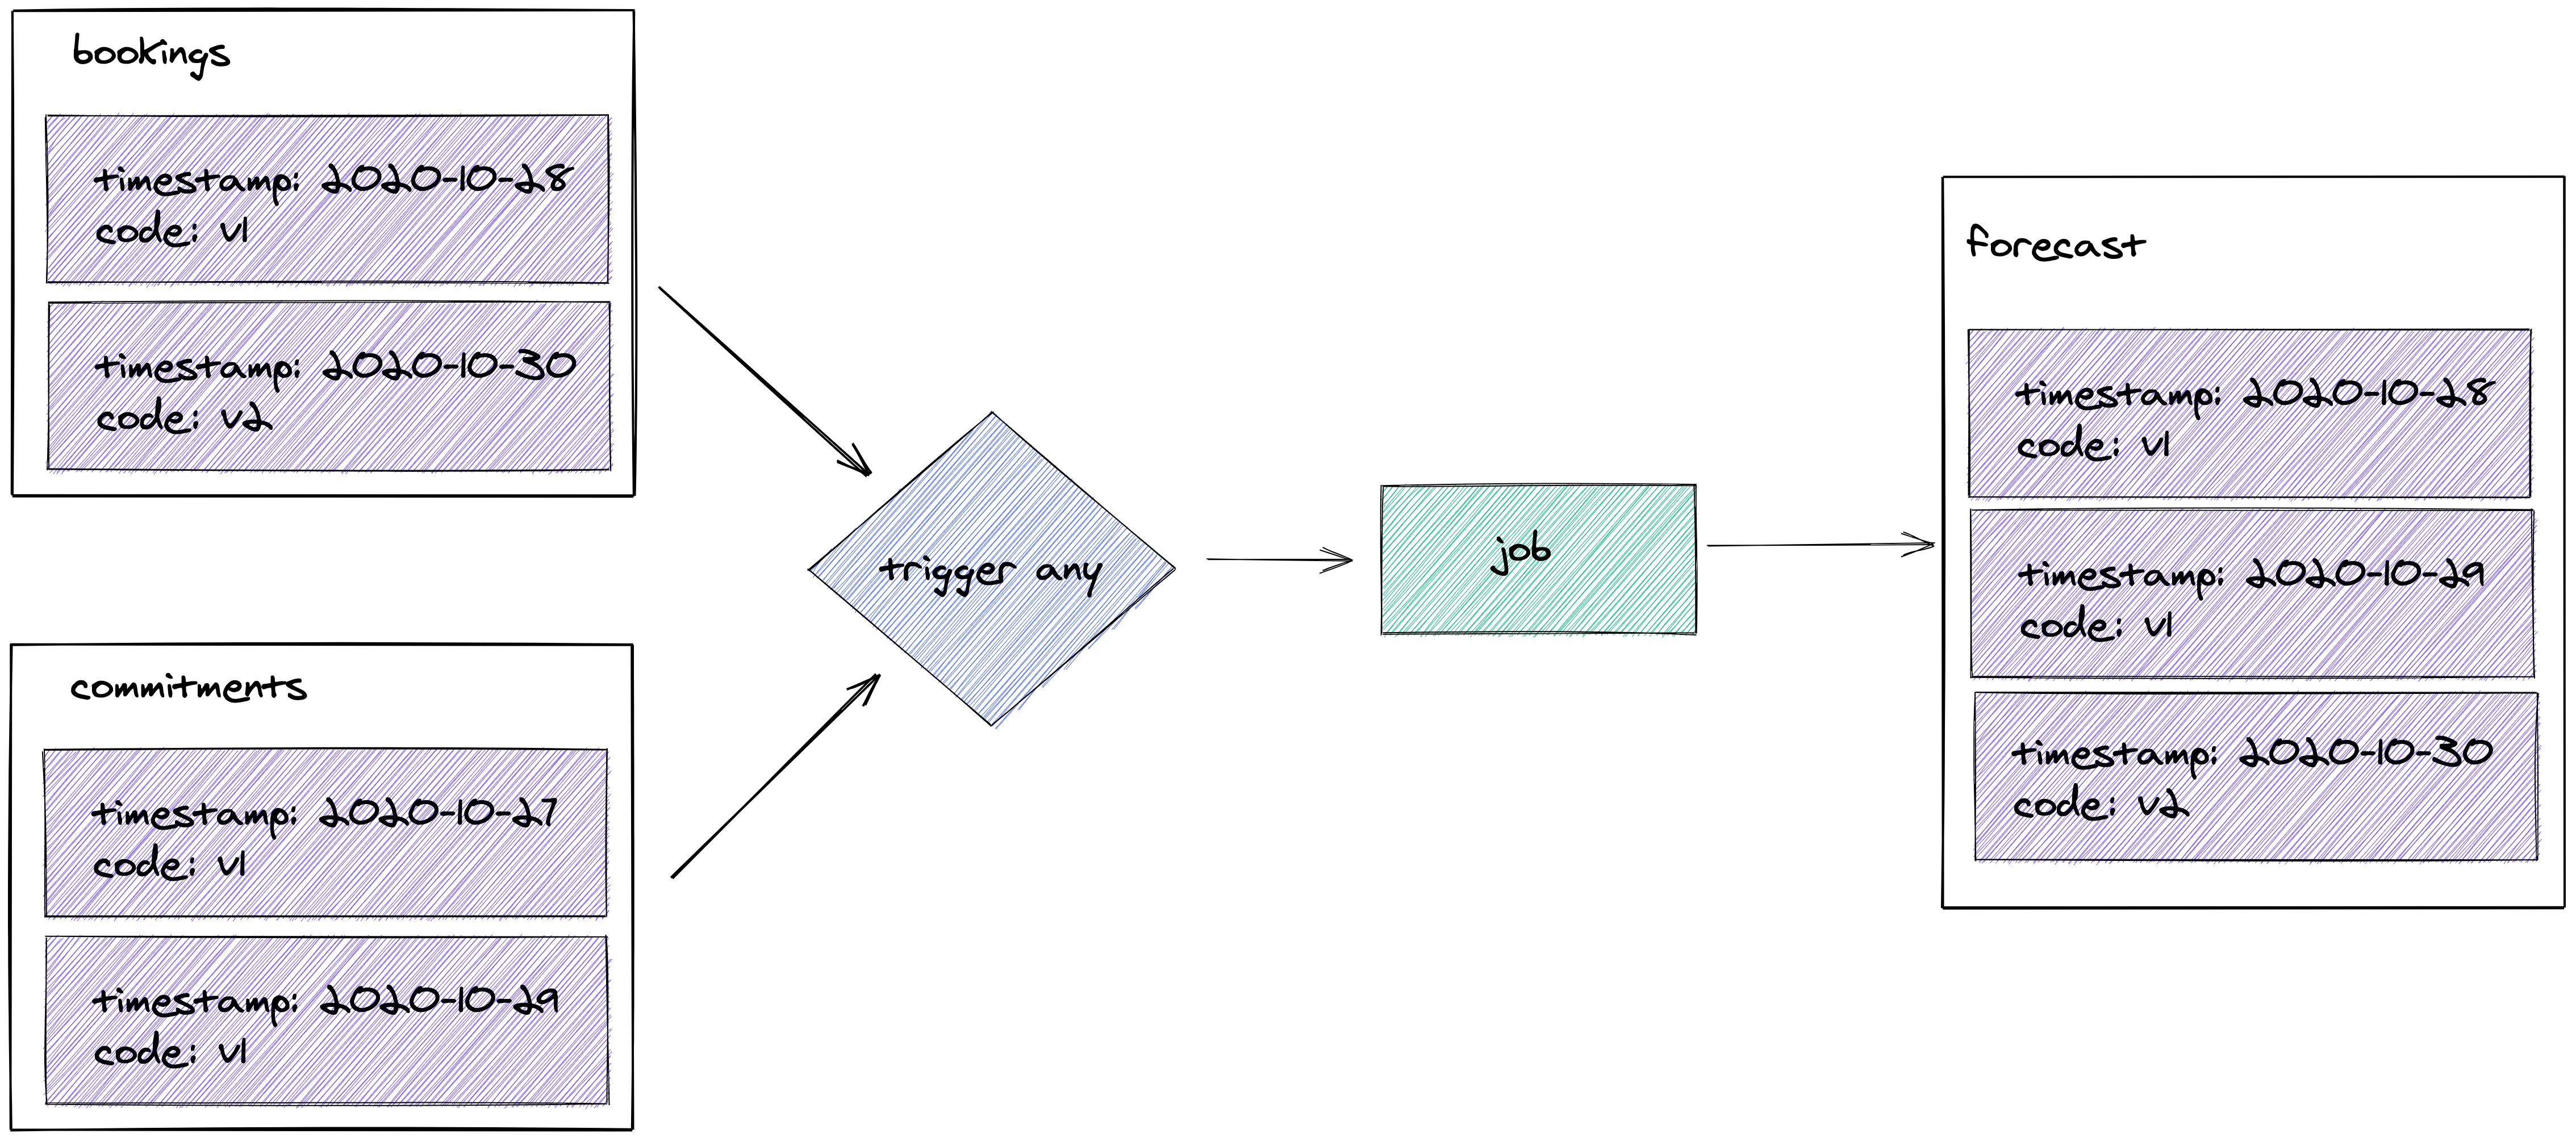 bookings
timestamp: 2020-10-28
code: v1
timestamp: 2020-10-30
code: v2
commitments
timestamp: 2020-10-27
code: v1
timestamp: 2020-10-29
code: v1
trigger any
job
forecast
timestamp: 2020-10-28
code: v1
timestamp: 2020-10-29
code: v1
timestamp: 2020-10-30
code: v2